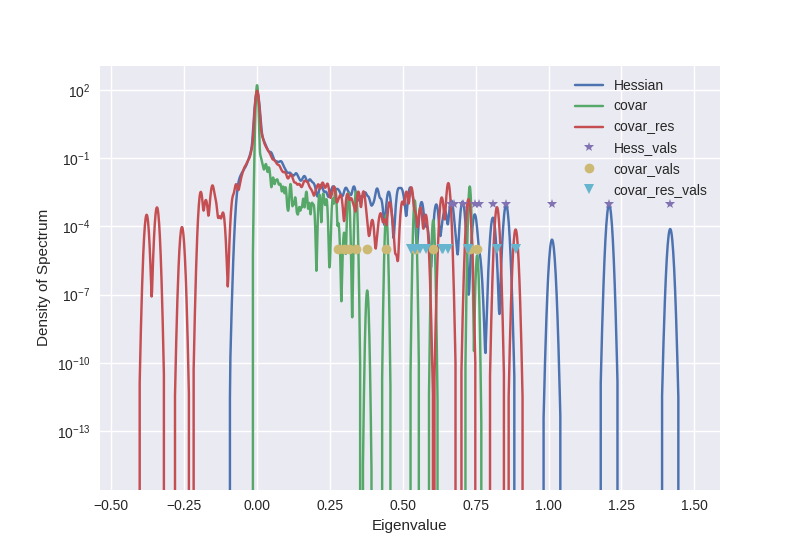 Hessian
covar
covar_res
Hess_vals
covar_vals
covar_res_vals
Density of Spectrum
10²
10⁻¹
10⁻⁴
10⁻⁷
10⁻¹⁰
10⁻¹³
−0.50 −0.25 0.00 0.25 0.50 0.75 1.00 1.25 1.50
Eigenvalue